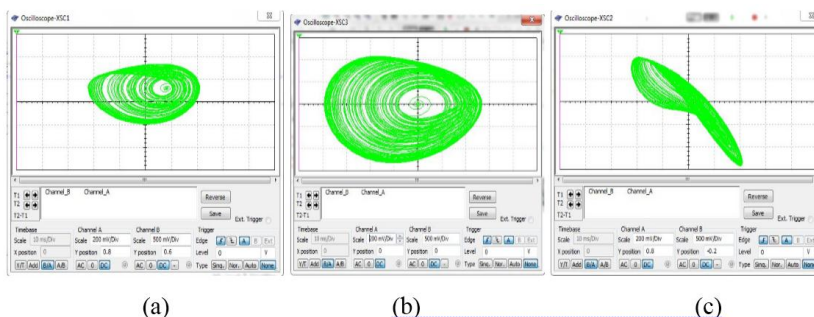 Oscilloscope-XSC1
T1
T2
T2-T1
Channel_B Channel_A
Reverse
Save
Ext. Trigger
Timebase
Scale 10 ms/Div
X position 0
Y/T Add B/A A/B
Channel A
Scale 200 mV/Div
Y position 0.8
AC 0 DC
Channel B
Scale 500 mV/Div
Y position 0.6
AC 0 DC -
Trigger
Edge A B Ext
Level 0 V
Type Sing. Nor. Auto None
(a)
Oscilloscope-XSC3
T1
T2
T2-T1
Channel_B Channel_A
Reverse
Save
Ext. Trigger
Timebase
Scale 10 ms/Div
X position 0
Y/T Add B/A A/B
Channel A
Scale 200 mV/Div
Y position 0
AC 0 DC
Channel B
Scale 500 mV/Div
Y position 0
AC 0 DC -
Trigger
Edge A B Ext
Level 0 V
Type Sing. Nor. Auto None
(b)
Oscilloscope-XSC2
T1
T2
T2-T1
Channel_B Channel_A
Reverse
Save
Ext. Trigger
Timebase
Scale 10 ms/Div
X position 0
Y/T Add B/A A/B
Channel A
Scale 200 mV/Div
Y position 0.8
AC 0 DC
Channel B
Scale 500 mV/Div
Y position -0.2
AC 0 DC -
Trigger
Edge A B Ext
Level 0
Type Sing. Nor. Auto None
(c)